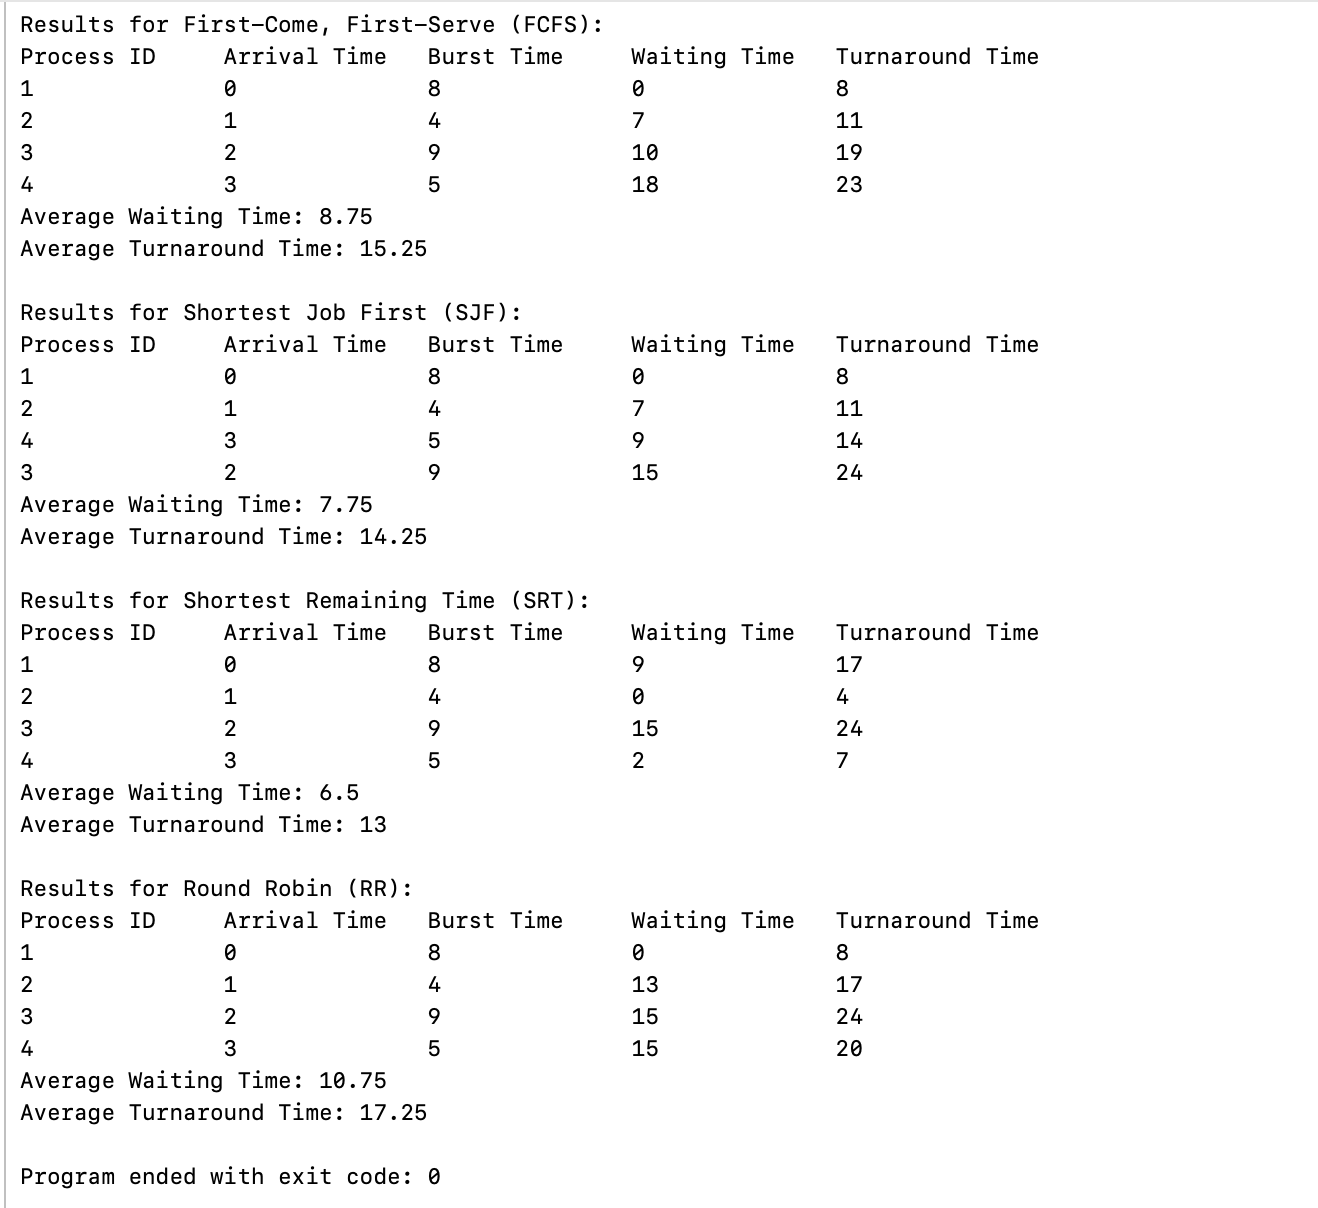 Results for First-Come, First-Serve (FCFS):
Process ID     Arrival Time   Burst Time     Waiting Time   Turnaround Time
1              0              8              0              8
2              1              4              7              11
3              2              9              10             19
4              3              5              18             23
Average Waiting Time: 8.75
Average Turnaround Time: 15.25

Results for Shortest Job First (SJF):
Process ID     Arrival Time   Burst Time     Waiting Time   Turnaround Time
1              0              8              0              8
2              1              4              7              11
4              3              5              9              14
3              2              9              15             24
Average Waiting Time: 7.75
Average Turnaround Time: 14.25

Results for Shortest Remaining Time (SRT):
Process ID     Arrival Time   Burst Time     Waiting Time   Turnaround Time
1              0              8              9              17
2              1              4              0              4
3              2              9              15             24
4              3              5              2              7
Average Waiting Time: 6.5
Average Turnaround Time: 13

Results for Round Robin (RR):
Process ID     Arrival Time   Burst Time     Waiting Time   Turnaround Time
1              0              8              0              8
2              1              4              13             17
3              2              9              15             24
4              3              5              15             20
Average Waiting Time: 10.75
Average Turnaround Time: 17.25

Program ended with exit code: 0